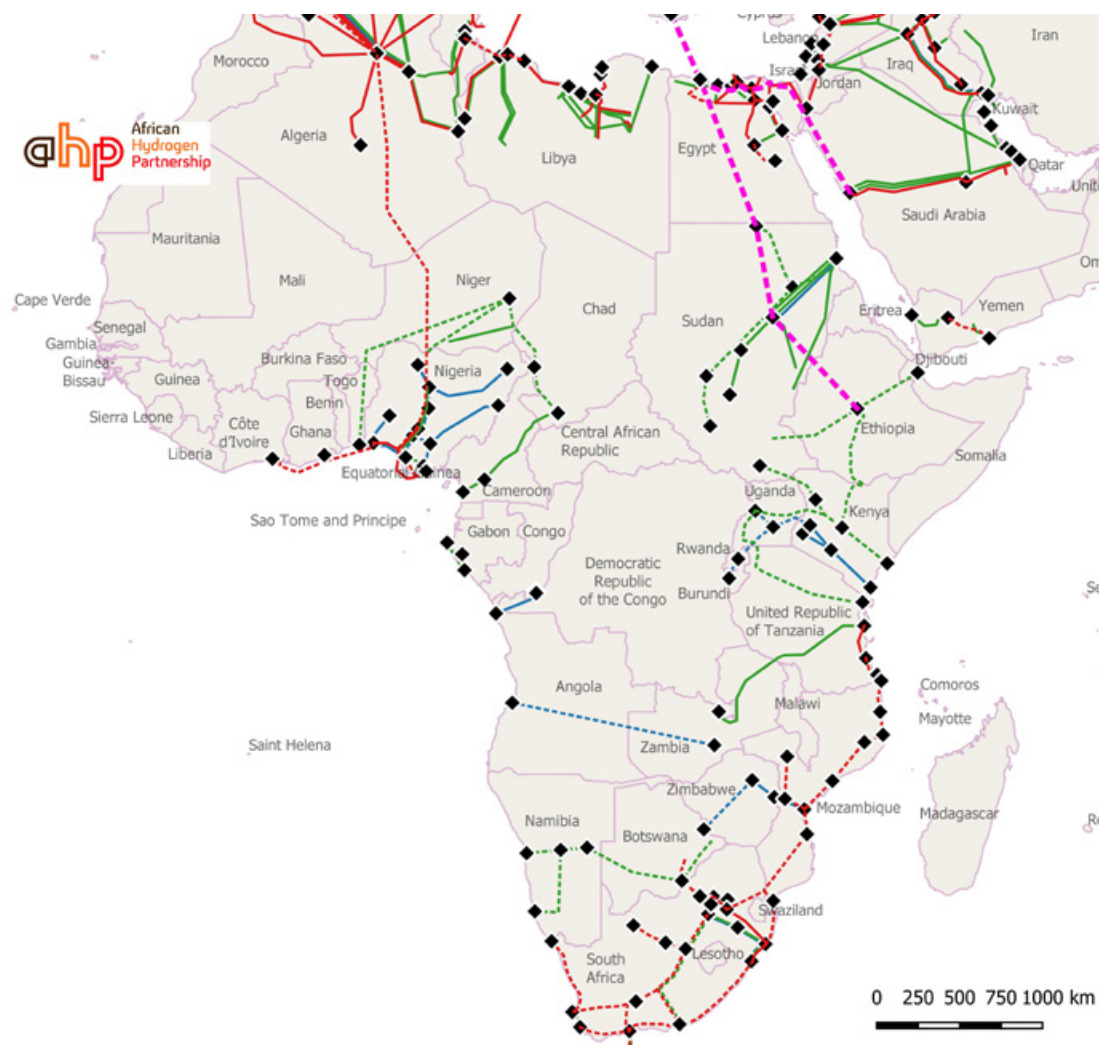 Cyprus
Lebanon
Iran
Morocco
Israel
Iraq
Jordan
Kuwait
ahp
African
Hydrogen
Partnership
Algeria
Libya
Egypt
Qatar
Saudi Arabia
Mauritania
Mali
Niger
Chad
Sudan
Eritrea
Yemen
Om
Cape Verde
Senegal
Gambia
Guinea-
Bissau
Guinea
Burkina Faso
Togo
Benin
Nigeria
Djibouti
Sierra Leone
Côte
d'Ivoire
Ghana
Liberia
Central African
Republic
Ethiopia
Somalia
Equatorial Guinea
Cameroon
Uganda
Kenya
Sao Tome and Principe
Gabon
Congo
Democratic
Republic
of the Congo
Rwanda
Burundi
United Republic
of Tanzania
Angola
Malawi
Comoros
Mayotte
Saint Helena
Zambia
Zimbabwe
Mozambique
Madagascar
Namibia
Botswana
Swaziland
South
Africa
Lesotho
0 250 500 750 1000 km